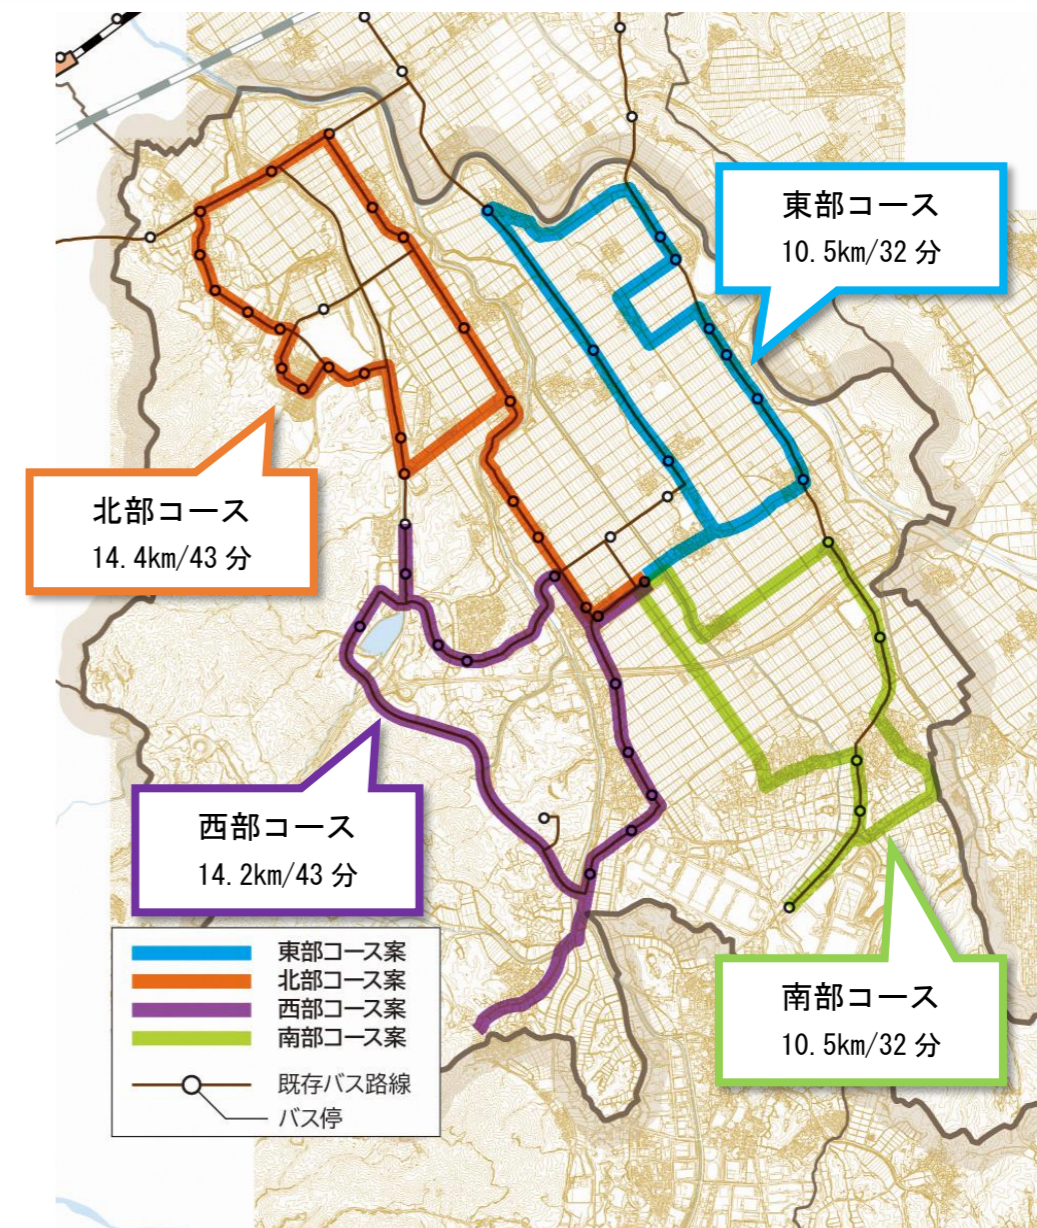 東部コース
10.5km/32分
北部コース
14.4km/43分
西部コース
14.2km/43分
東部コース案
北部コース案
西部コース案
南部コース案
既存バス路線
バス停
南部コース
10.5km/32分